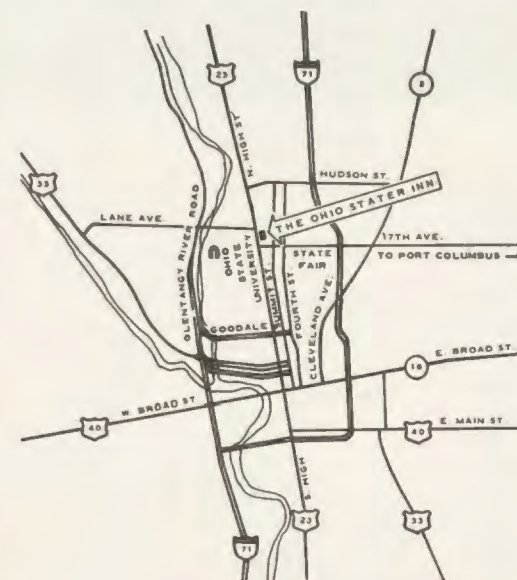 23
71
8
N. HIGH ST.
HUDSON ST.
33
THE OHIO STATER INN
LANE AVE.
OLENTANGY RIVER ROAD
17TH AVE.
OHIO
STATE
UNIVERSITY
STATE
FAIR
TO PORT COLUMBUS
SUMMIT ST.
FOURTH ST.
CLEVELAND AVE.
GOODALE
E. BROAD ST.
16
W. BROAD ST.
40
E. MAIN ST.
40
S. HIGH
23
33
71